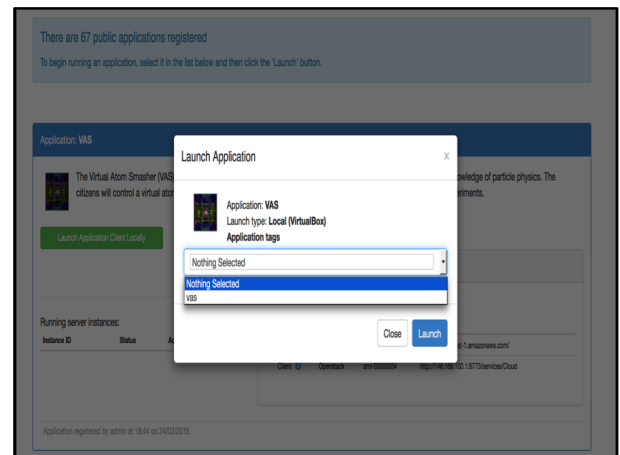 There are 67 public applications registered
To begin running an application, select it in the list below and then click the 'Launch' button.
Application: VAS
The Virtual Atom Smasher (VAS
owledge of particle physics. The
citizens will control a virtual ator
eriments.
Launch Application Client Locally
Launch Application
x
Application: VAS
Launch type: Local (VirtualBox)
Application tags
Nothing Selected
Nothing Selected
vas
Close
Launch
Running server instances:
Instance ID Status
st-1.amazonaws.com/
Client Openstack ami-00000034
Application registered by admin at 18:44 on 24/03/2015.